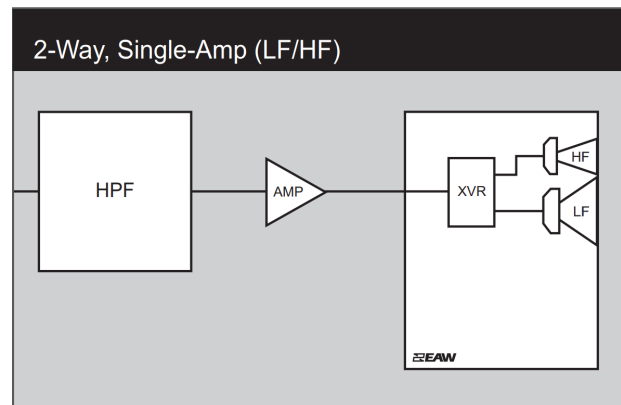 2-Way, Single-Amp (LF/HF)
HPF
AMP
XVR
HF
LF
EAW